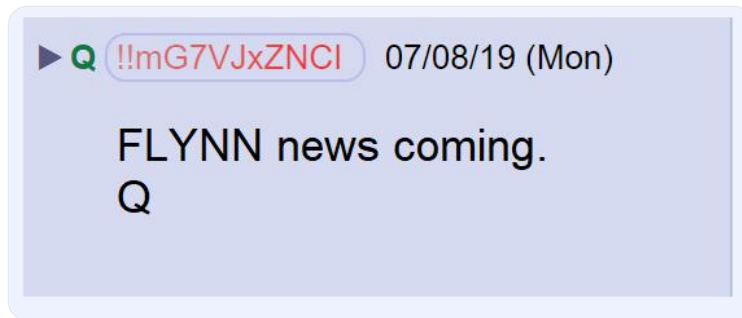 ▶ Q !!mG7VJxZNCI 07/08/19 (Mon)
FLYNN news coming.
Q